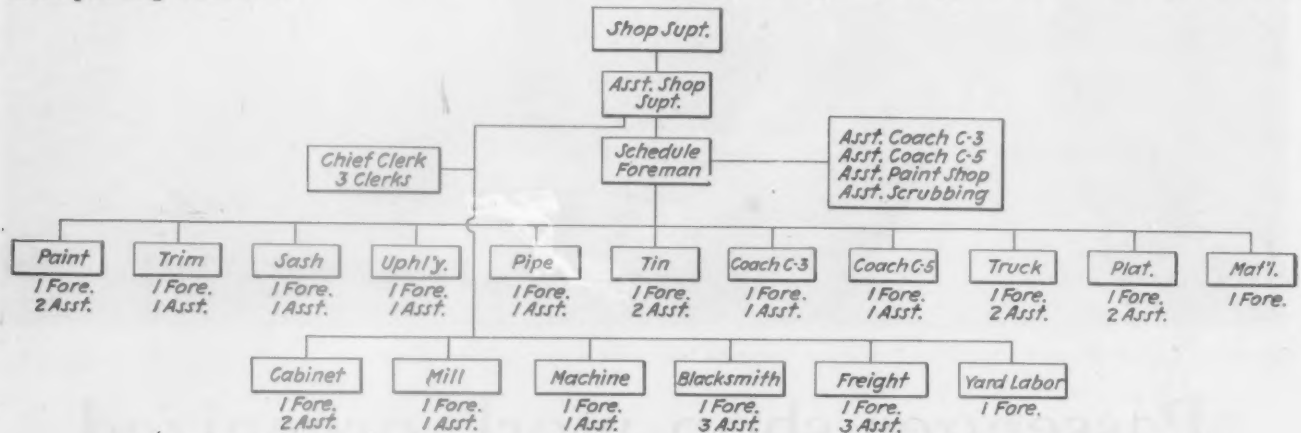 Shop Supt.
Asst. Shop
Supt.
Chief Clerk
3 Clerks
Schedule
Foreman
Asst. Coach C-3
Asst. Coach C-5
Asst. Paint Shop
Asst. Scrubbing
Paint
1 Fore.
2 Asst.
Trim
1 Fore.
1 Asst.
Sash
1 Fore.
1 Asst.
Uphl'y.
1 Fore.
1 Asst.
Pipe
1 Fore.
1 Asst.
Tin
1 Fore.
2 Asst.
Coach C-3
1 Fore.
1 Asst.
Coach C-5
1 Fore.
1 Asst.
Truck
1 Fore.
2 Asst.
Plat.
1 Fore.
2 Asst.
Mat'l.
1 Fore.
Cabinet
1 Fore.
2 Asst.
Mill
1 Fore.
1 Asst.
Machine
1 Fore.
1 Asst.
Blacksmith
1 Fore.
3 Asst.
Freight
1 Fore.
3 Asst.
Yard Labor
1 Fore.